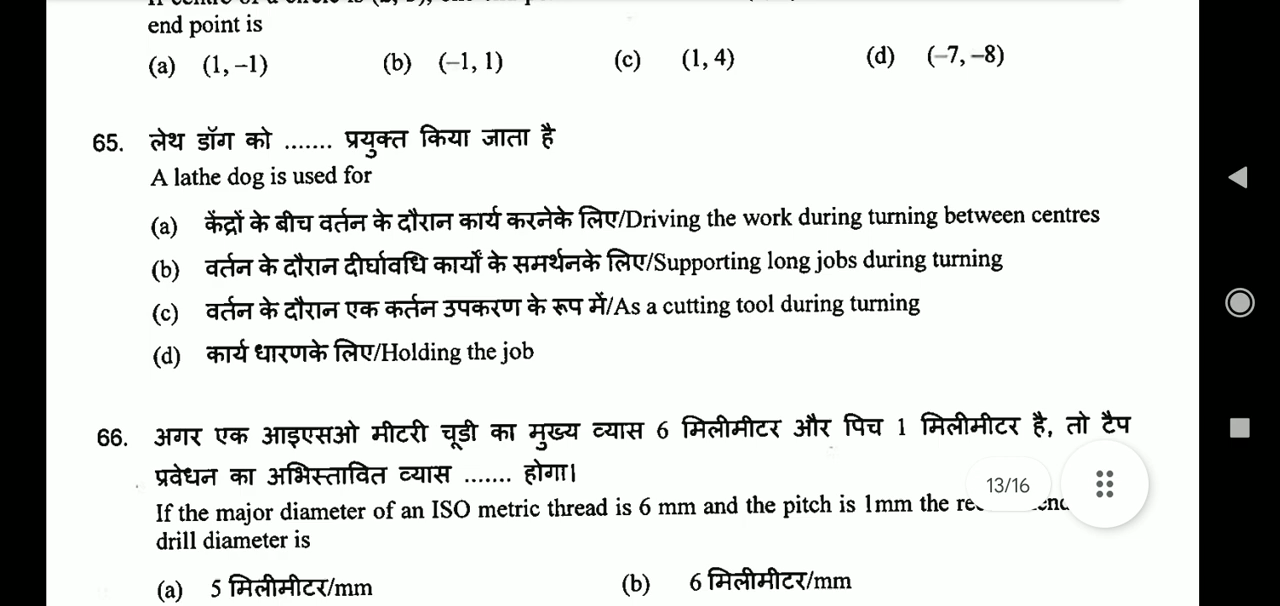 end point is
(a) (1, –1) (b) (–1, 1) (c) (1, 4) (d) (–7, –8)
65. लेथ डॉग को ....... प्रयुक्त किया जाता है
A lathe dog is used for
(a) केंद्रों के बीच वर्तन के दौरान कार्य करनेके लिए/Driving the work during turning between centres
(b) वर्तन के दौरान दीर्घावधि कार्यों के समर्थनके लिए/Supporting long jobs during turning
(c) वर्तन के दौरान एक कर्तन उपकरण के रूप में/As a cutting tool during turning
(d) कार्य धारणके लिए/Holding the job
66. अगर एक आइएसओ मीटरी चूडी का मुख्य व्यास 6 मिलीमीटर और पिच 1 मिलीमीटर है, तो टैप
प्रवेधन का अभिस्तावित व्यास ....... होगा।
13/16
If the major diameter of an ISO metric thread is 6 mm and the pitch is 1mm the
drill diameter is
(a) 5 मिलीमीटर/mm (b) 6 मिलीमीटर/mm